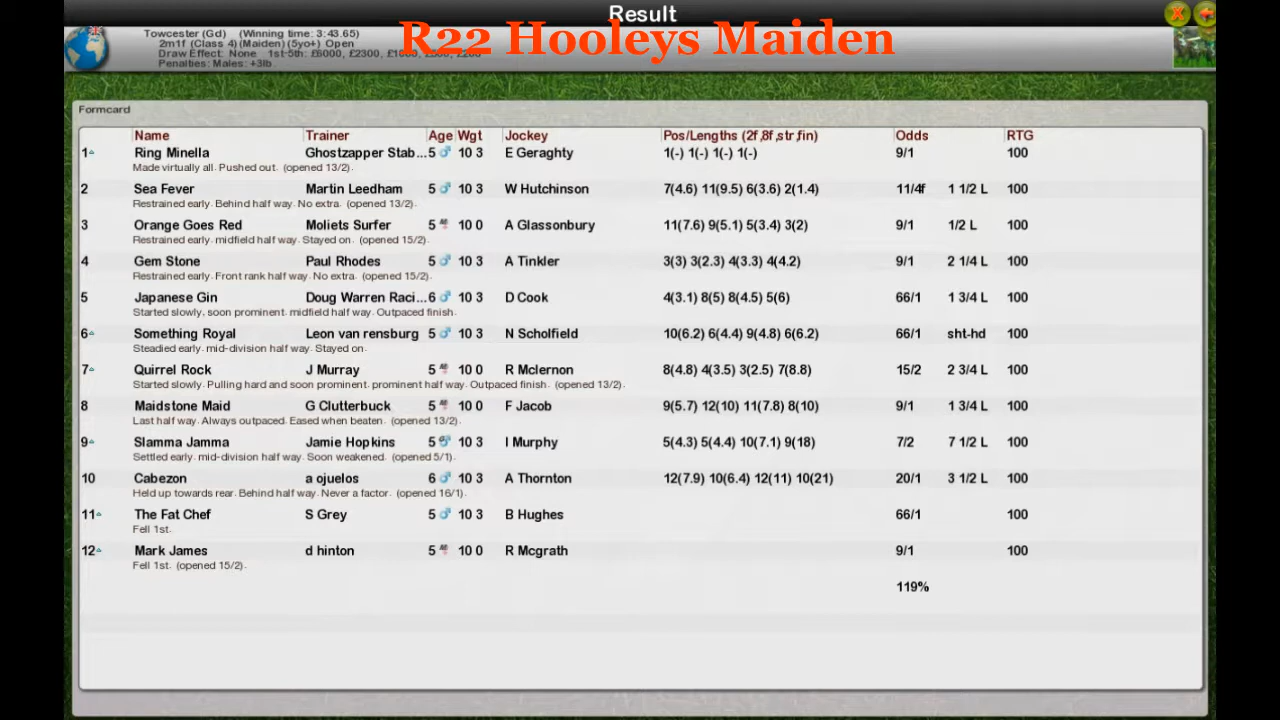 Result
R22 Hooleys Maiden
Towcester (Gd) (Winning time: 3:43.65)
2m1f (Class 4)(Maiden)(5yo+) Open
Draw Effect: None 1st-5th: £6000, £2300,
Penalties: Males: +3lb.
Formcard
Name Trainer Age Wgt Jockey Pos/Lengths (2f,8f,str,fin) Odds RTG
1 Ring Minella Ghostzapper Stab... 5 10 3 E Geraghty 1(-) 1(-) 1(-) 1(-) 9/1 100
Made virtually all. Pushed out. (opened 13/2).
2 Sea Fever Martin Leedham 5 10 3 W Hutchinson 7(4.6) 11(9.5) 6(3.6) 2(1.4) 11/4f 1 1/2 L 100
Restrained early. Behind half way. No extra. (opened 13/2).
3 Orange Goes Red Moliets Surfer 5 10 0 A Glassonbury 11(7.6) 9(5.1) 5(3.4) 3(2) 9/1 1/2 L 100
Restrained early. midfield half way. Stayed on. (opened 15/2).
4 Gem Stone Paul Rhodes 5 10 3 A Tinkler 3(3) 3(2.3) 4(3.3) 4(4.2) 9/1 2 1/4 L 100
Restrained early. Front rank half way. No extra. (opened 15/2).
5 Japanese Gin Doug Warren Raci... 6 10 3 D Cook 4(3.1) 8(5) 8(4.5) 5(6) 66/1 1 3/4 L 100
Started slowly, soon prominent. midfield half way. Outpaced finish.
6 Something Royal Leon van rensburg 5 10 3 N Scholfield 10(6.2) 6(4.4) 9(4.8) 6(6.2) 66/1 sht-hd 100
Steadied early. mid-division half way. Stayed on.
7 Quirrel Rock J Murray 5 10 0 R Mclernon 8(4.8) 4(3.5) 3(2.5) 7(8.8) 15/2 2 3/4 L 100
Started slowly. Pulling hard and soon prominent. prominent half way. Outpaced finish. (opened 13/2).
8 Maidstone Maid G Clutterbuck 5 10 0 F Jacob 9(5.7) 12(10) 11(7.8) 8(10) 9/1 1 3/4 L 100
Last half way. Always outpaced. Eased when beaten. (opened 13/2).
9 Slamma Jamma Jamie Hopkins 5 10 3 I Murphy 5(4.3) 5(4.4) 10(7.1) 9(18) 7/2 7 1/2 L 100
Settled early. mid-division half way. Soon weakened. (opened 5/1).
10 Cabezon a ojuelos 6 10 3 A Thornton 12(7.9) 10(6.4) 12(11) 10(21) 20/1 3 1/2 L 100
Held up towards rear. Behind half way. Never a factor. (opened 16/1).
11 The Fat Chef S Grey 5 10 3 B Hughes 66/1 100
Fell 1st.
12 Mark James d hinton 5 10 0 R Mcgrath 9/1 100
Fell 1st. (opened 15/2).
119%